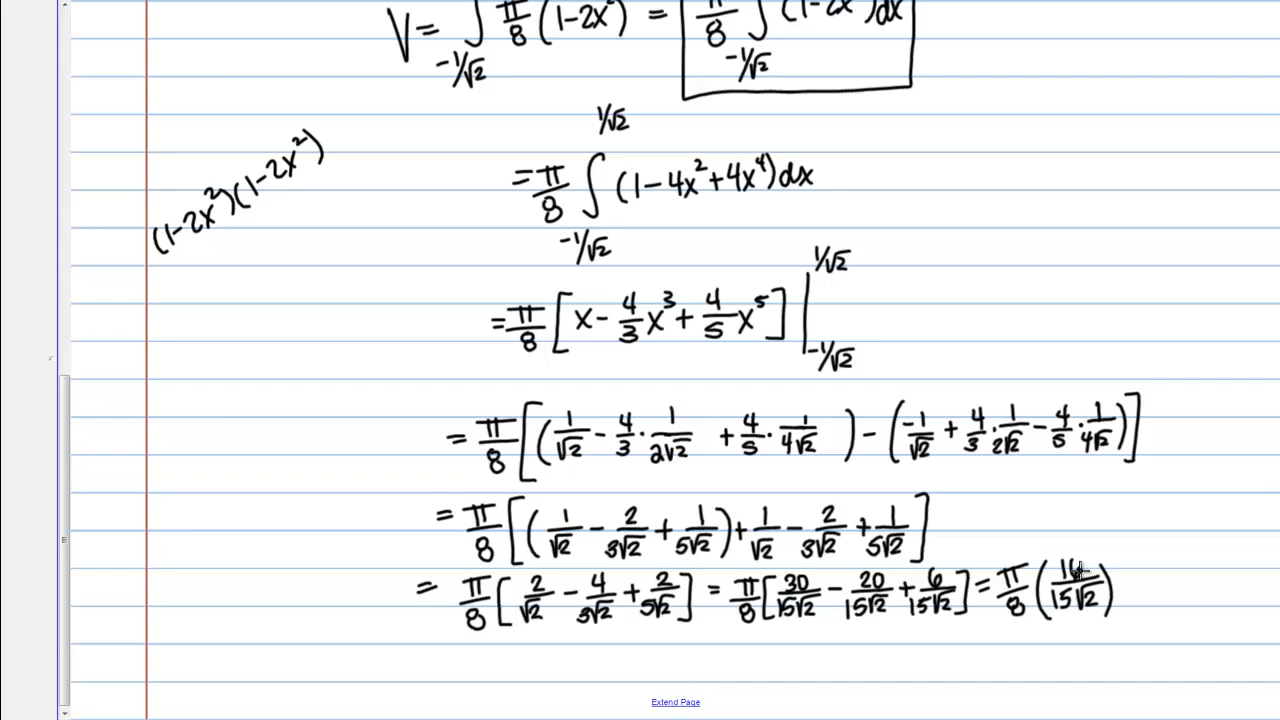 V = ∫ π/8 (1-2x²) = π/8 ∫ (1-2x²) dx
-1/√2 -1/√2
(1-2x²)(1-2x²)
= π/8 ∫_{-1/√2}^{1/√2} (1-4x²+4x⁴) dx
= π/8 [x - 4/3 x³ + 4/5 x⁵] |_{-1/√2}^{1/√2}
= π/8 [(1/√2 - 4/3 · 1/2√2 + 4/5 · 1/4√2) - (-1/√2 + 4/3 · 1/2√2 - 4/5 · 1/4√2)]
= π/8 [(1/√2 - 2/3√2 + 1/5√2) + 1/√2 - 2/3√2 + 1/5√2]
= π/8 [2/√2 - 4/3√2 + 2/5√2] = π/8 [30/15√2 - 20/15√2 + 6/15√2] = π/8 (16/15√2)
Extend Page